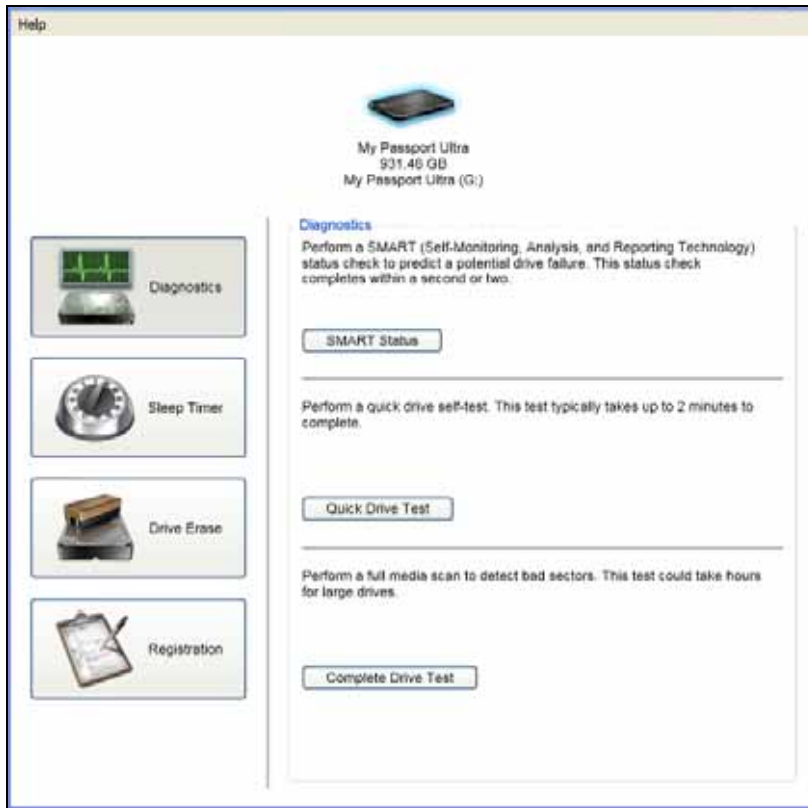 Help
My Passport Ultra
931.46 GB
My Passport Ultra (G:)
Diagnostics
Sleep Timer
Drive Erase
Registration
Diagnostics
Perform a SMART (Self-Monitoring, Analysis, and Reporting Technology)
status check to predict a potential drive failure. This status check
completes within a second or two.
SMART Status
Perform a quick drive self-test. This test typically takes up to 2 minutes to
complete.
Quick Drive Test
Perform a full media scan to detect bad sectors. This test could take hours
for large drives.
Complete Drive Test